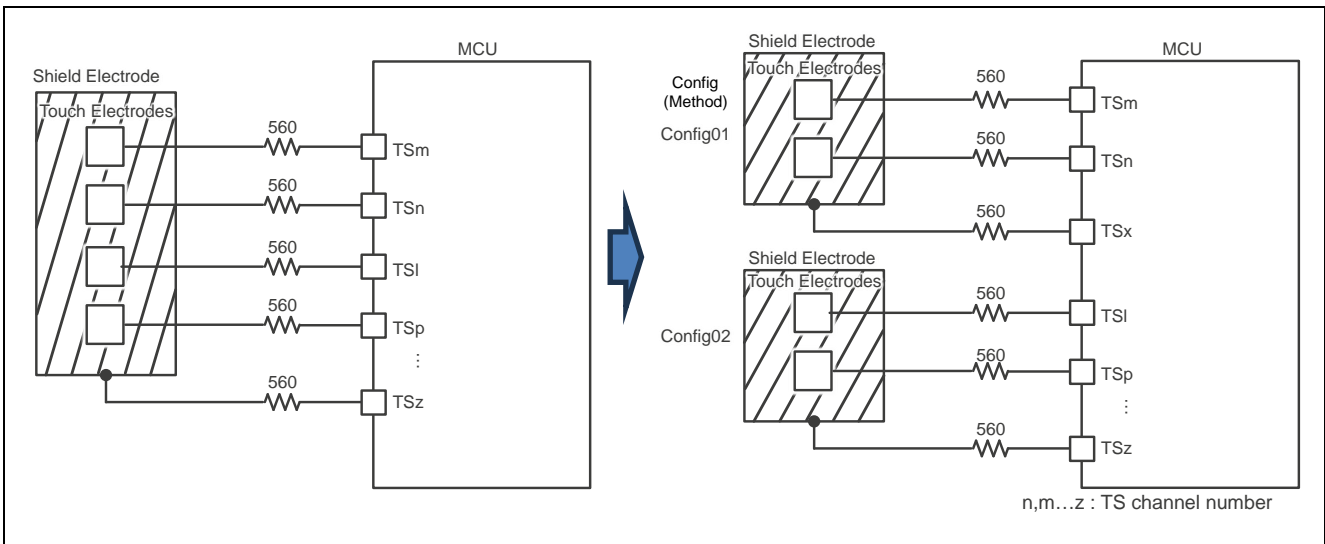 MCU
Shield Electrode
Touch Electrodes
560
TSm
560
TSn
560
TSl
560
TSp
⋮
560
TSz
Shield Electrode
MCU
Touch Electrodes
Config
(Method)
Config01
560
TSm
560
TSn
560
TSx
Shield Electrode
Touch Electrodes
Config02
560
TSl
560
TSp
⋮
560
TSz
n,m…z : TS channel number